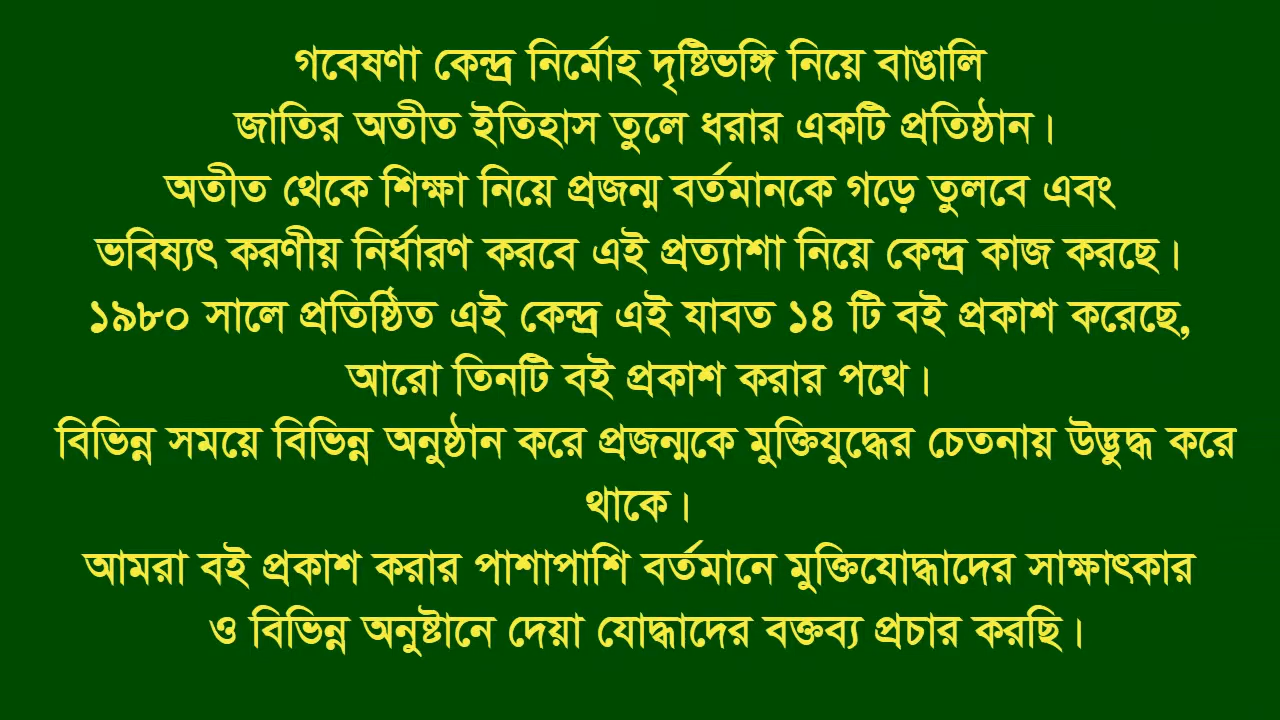 গবেষণা কেন্দ্র নির্মোহ দৃষ্টিভঙ্গি নিয়ে বাঙালি
জাতির অতীত ইতিহাস তুলে ধরার একটি প্রতিষ্ঠান।
অতীত থেকে শিক্ষা নিয়ে প্রজন্ম বর্তমানকে গড়ে তুলবে এবং
ভবিষ্যৎ করণীয় নির্ধারণ করবে এই প্রত্যাশা নিয়ে কেন্দ্র কাজ করছে।
১৯৮০ সালে প্রতিষ্ঠিত এই কেন্দ্র এই যাবত ১৪ টি বই প্রকাশ করেছে,
আরো তিনটি বই প্রকাশ করার পথে।
বিভিন্ন সময়ে বিভিন্ন অনুষ্ঠান করে প্রজন্মকে মুক্তিযুদ্ধের চেতনায় উদ্ভুদ্ধ করে
থাকে।
আমরা বই প্রকাশ করার পাশাপাশি বর্তমানে মুক্তিযোদ্ধাদের সাক্ষাৎকার
ও বিভিন্ন অনুষ্টানে দেয়া যোদ্ধাদের বক্তব্য প্রচার করছি।